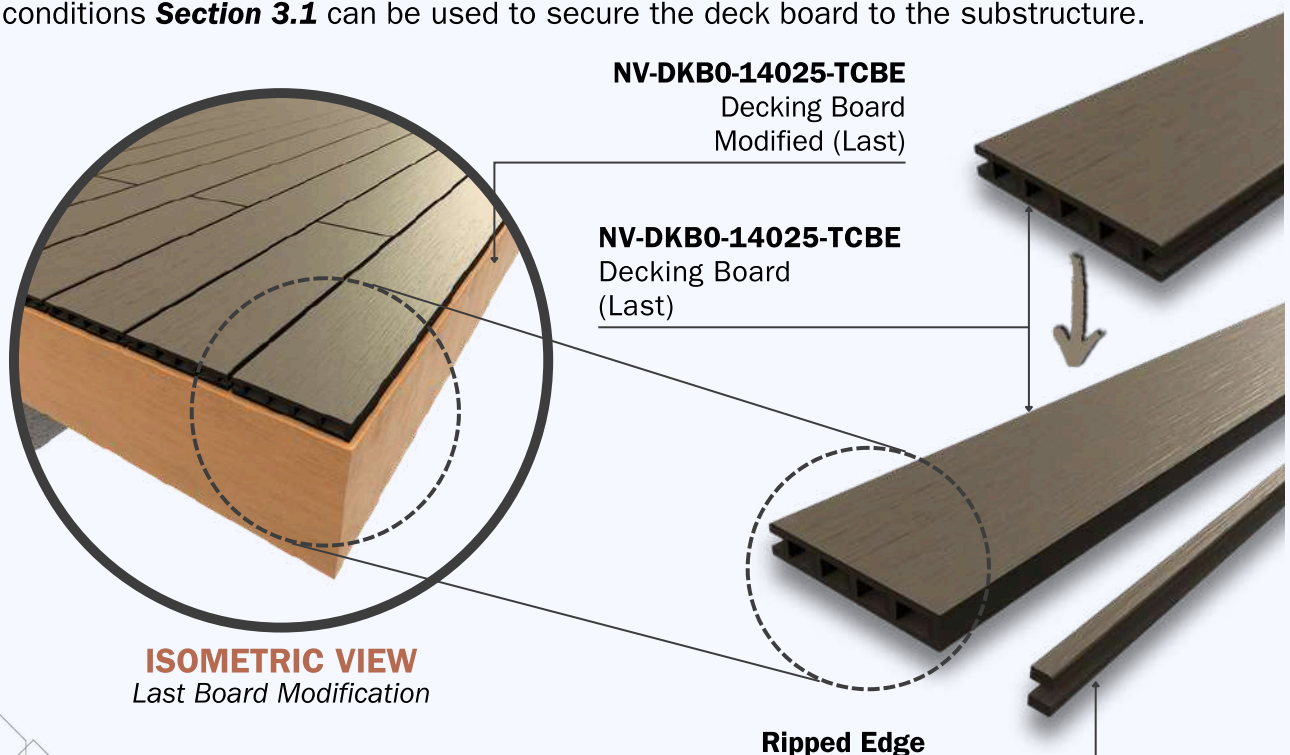 conditions Section 3.1 can be used to secure the deck board to the substructure.
NV-DKB0-14025-TCBE
Decking Board
Modified (Last)
NV-DKB0-14025-TCBE
Decking Board
(Last)
ISOMETRIC VIEW
Last Board Modification
Ripped Edge